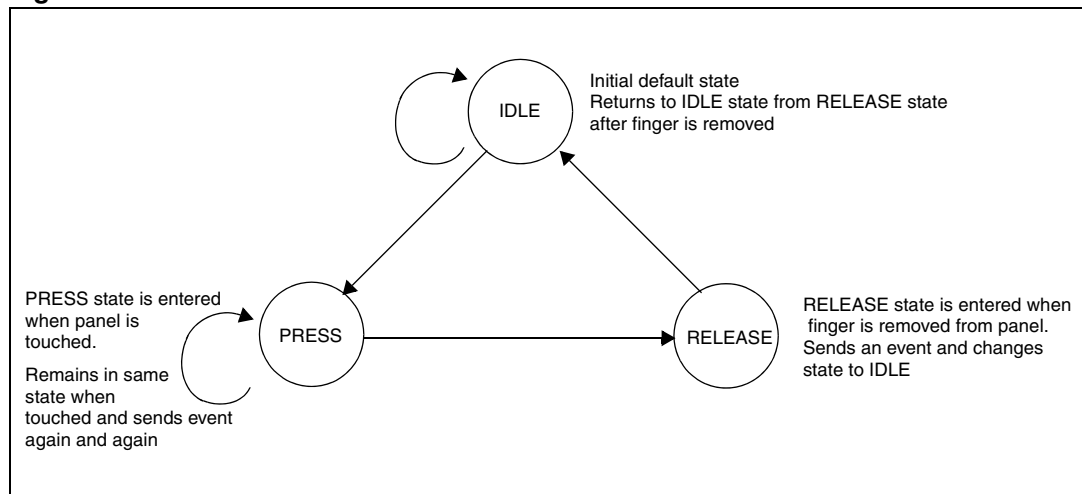 IDLE
Initial default state
Returns to IDLE state from RELEASE state
after finger is removed
PRESS state is entered
when panel is
touched.
Remains in same
state when
touched and sends event
again and again
PRESS
RELEASE
RELEASE state is entered when
finger is removed from panel.
Sends an event and changes
state to IDLE